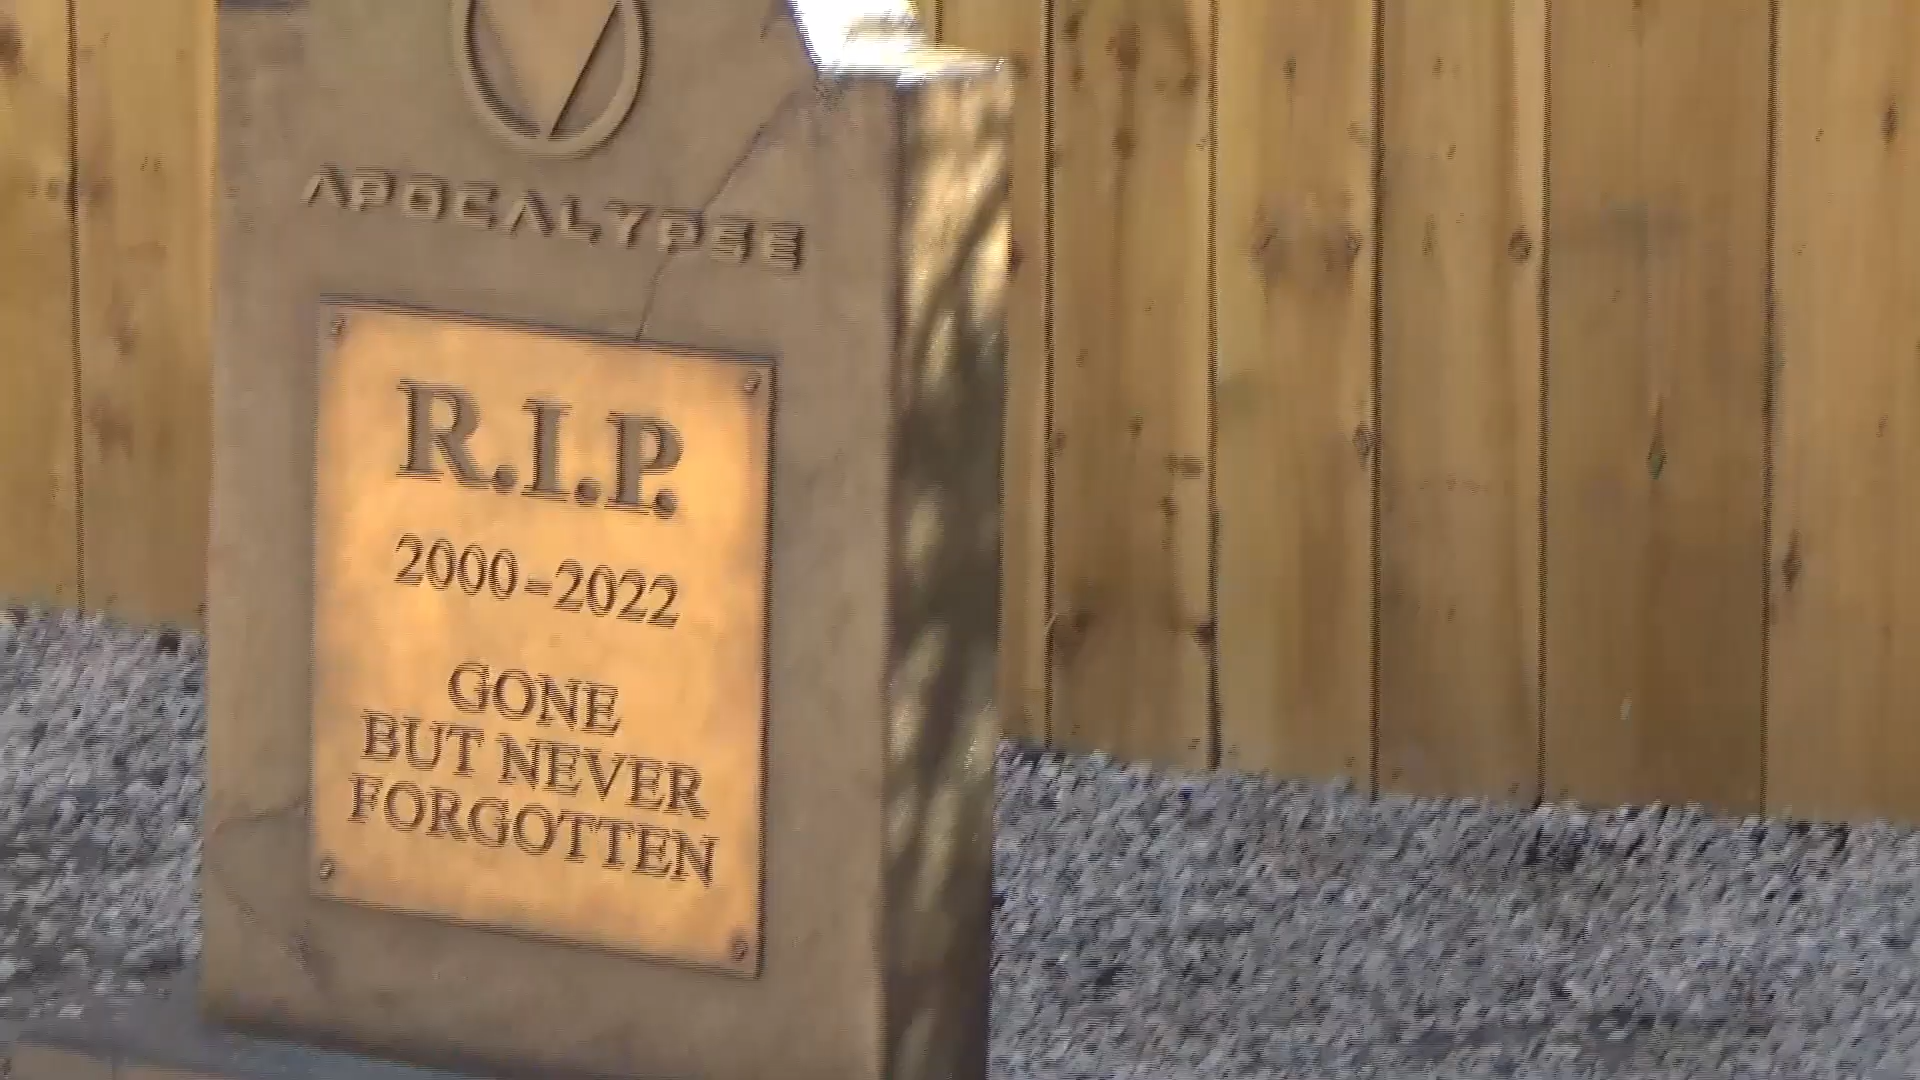 APOCALYPSE
R.I.P.
2000-2022
GONE
BUT NEVER
FORGOTTEN